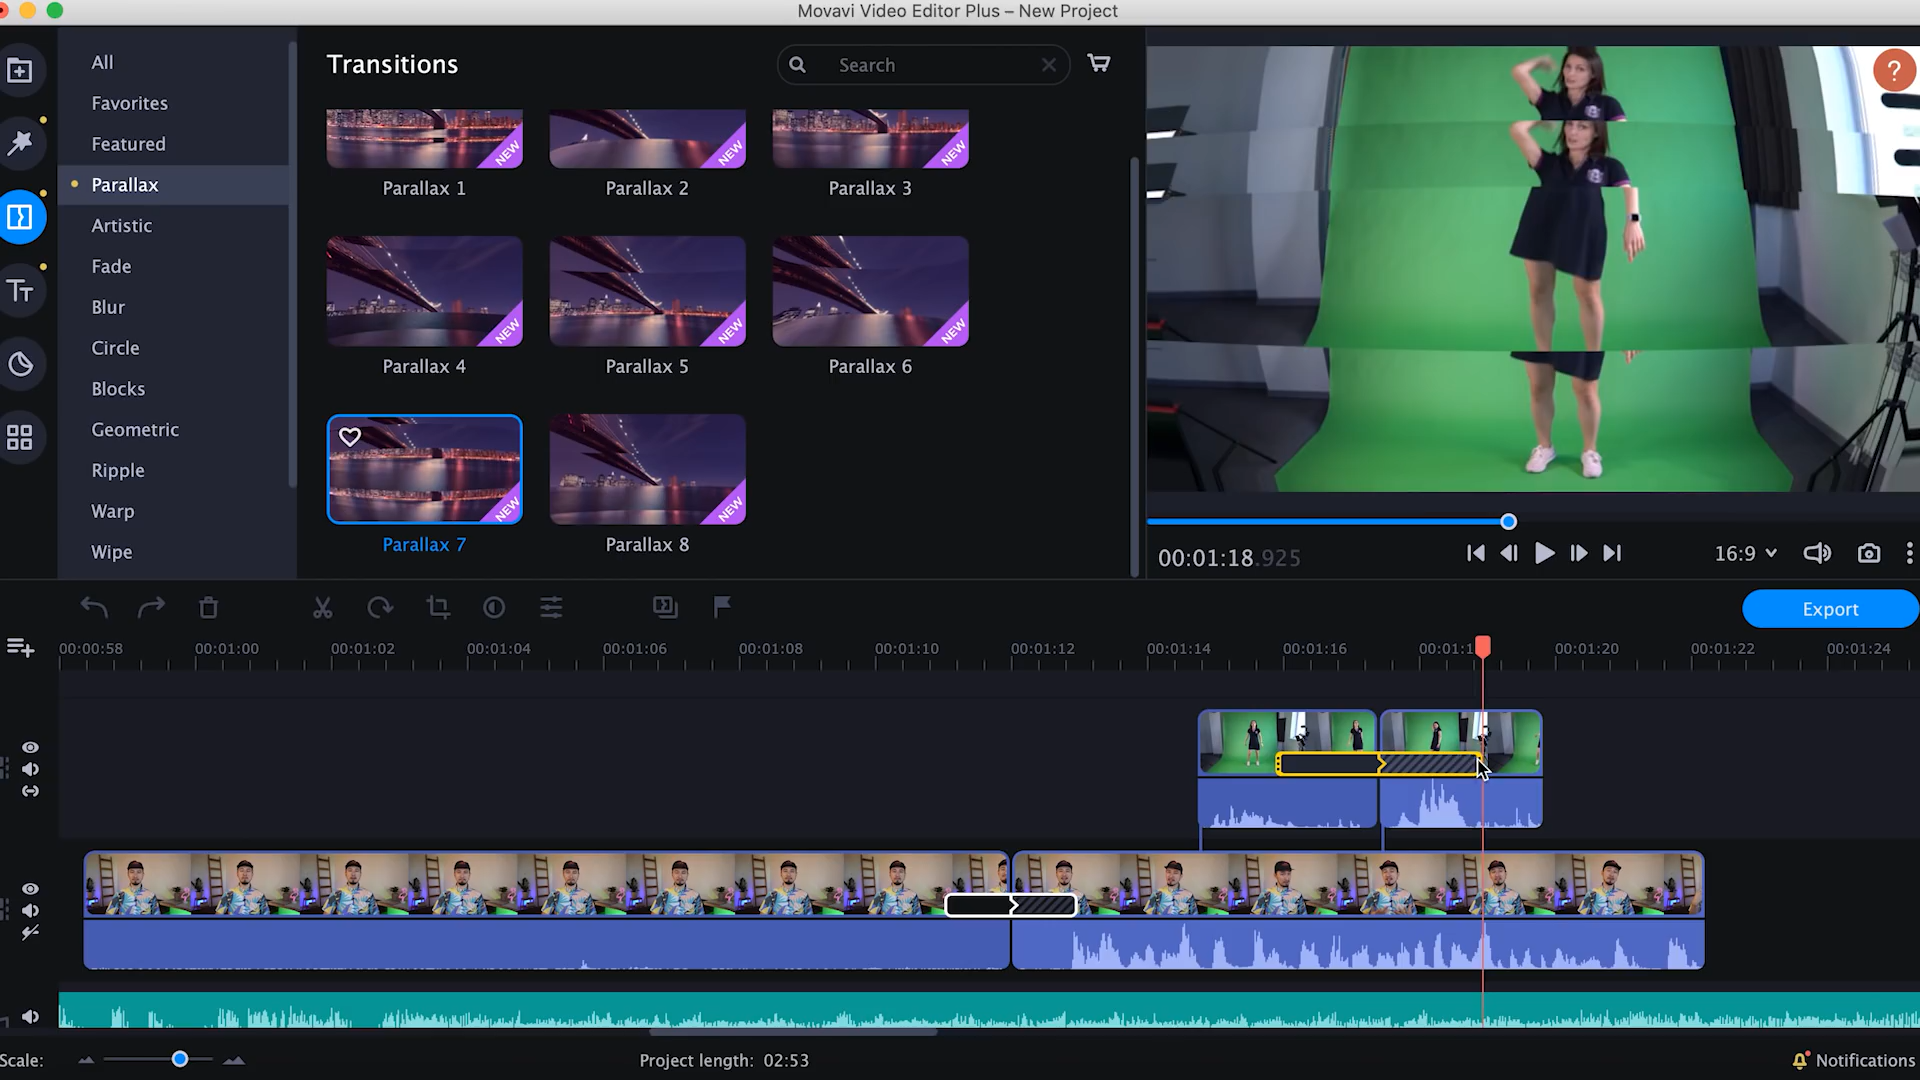 Movavi Video Editor Plus – New Project
All
Favorites
Featured
Parallax
Artistic
Fade
Blur
Circle
Blocks
Geometric
Ripple
Warp
Wipe
Transitions
Search
NEW
NEW
NEW
Parallax 1
Parallax 2
Parallax 3
NEW
NEW
NEW
Parallax 4
Parallax 5
Parallax 6
NEW
NEW
Parallax 7
Parallax 8
?
00:01:18.925
16:9
Export
00:00:58
00:01:00
00:01:02
00:01:04
00:01:06
00:01:08
00:01:10
00:01:12
00:01:14
00:01:16
00:01:1
00:01:20
00:01:22
00:01:24
Scale:
Project length: 02:53
Notifications